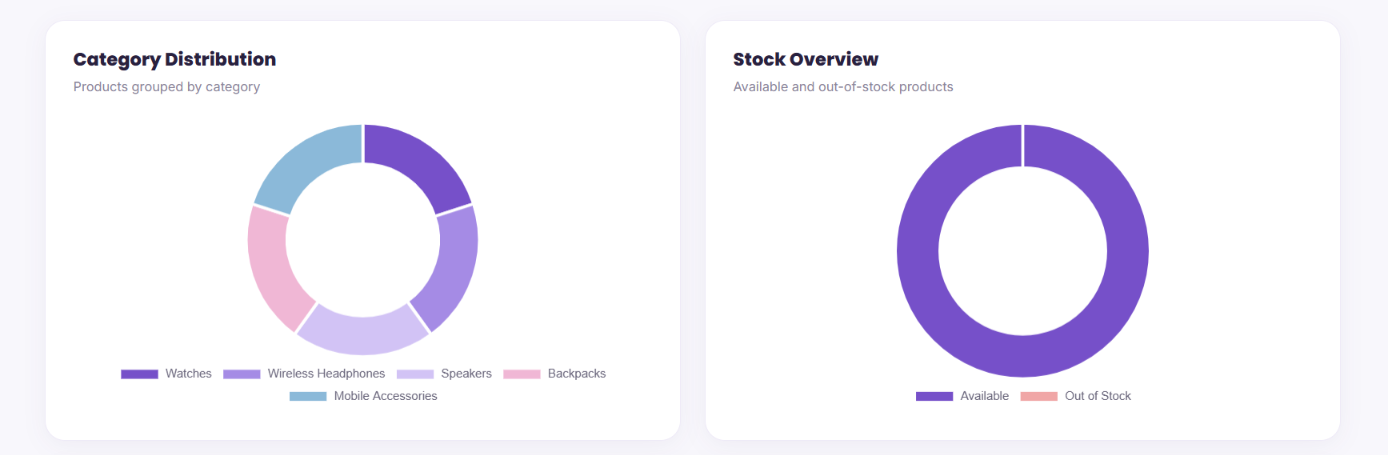 Category Distribution
Products grouped by category
Watches
Wireless Headphones
Speakers
Backpacks
Mobile Accessories
Stock Overview
Available and out-of-stock products
Available
Out of Stock